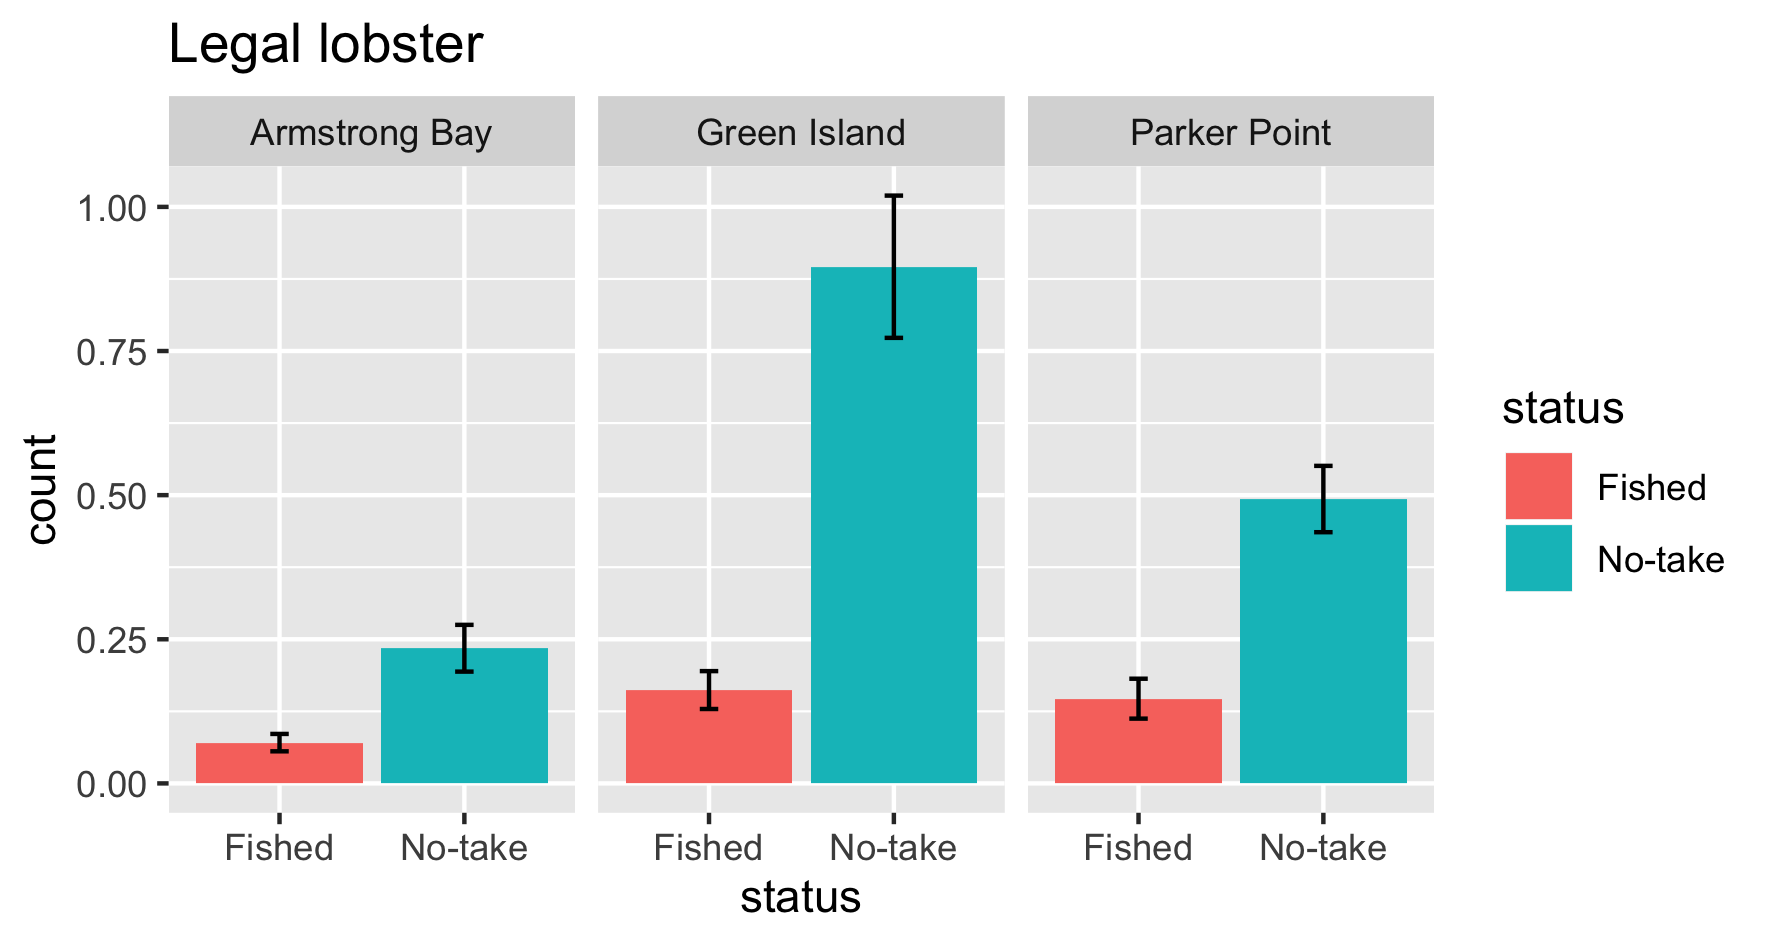 Legal lobster
Armstrong Bay Green Island Parker Point
1.00
0.75
0.50
0.25
0.00
count
Fished No-take Fished No-take Fished No-take
status
status
Fished
No-take